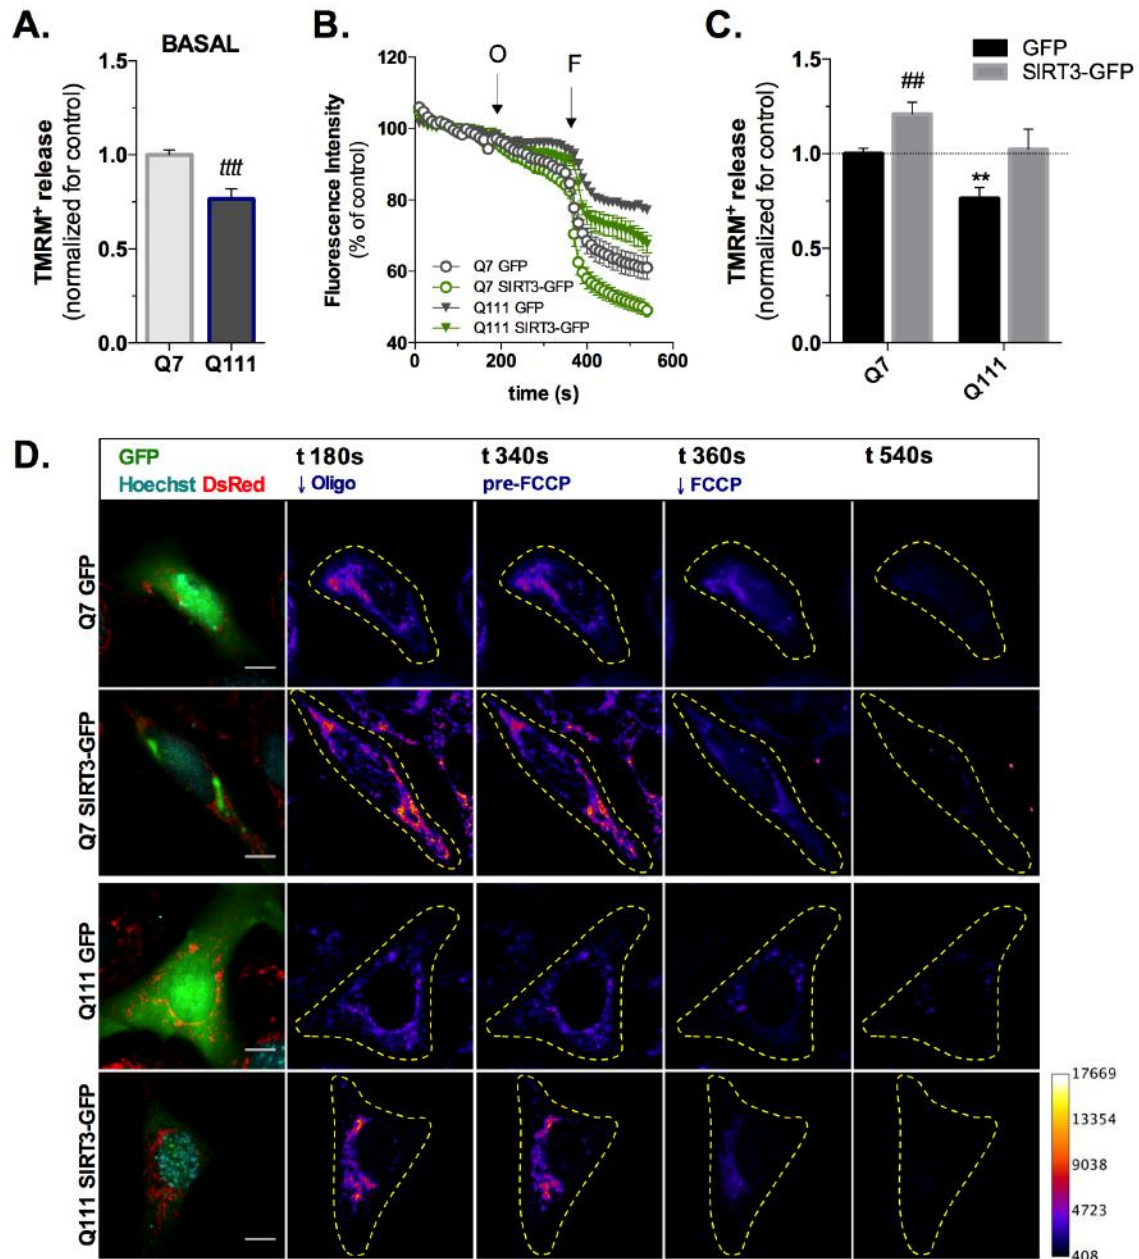 A.
BASAL
TMRM⁺ release
(normalized for control)
1.5
1.0
0.5
0.0
tttt
Q7 Q111
B.
Fluorescence Intensity
(% of control)
120
100
80
60
40
O
F
Q7 GFP
Q7 SIRT3-GFP
Q111 GFP
Q111 SIRT3-GFP
0 200 400 600
time (s)
C.
GFP
SIRT3-GFP
TMRM⁺ release
(normalized for control)
1.5
1.0
0.5
0.0
##
**
Q7
Q111
D.
GFP
Hoechst DsRed
t 180s
↓ Oligo
t 340s
pre-FCCP
t 360s
↓ FCCP
t 540s
Q7 GFP
Q7 SIRT3-GFP
Q111 GFP
Q111 SIRT3-GFP
17669
13354
9038
4723
408